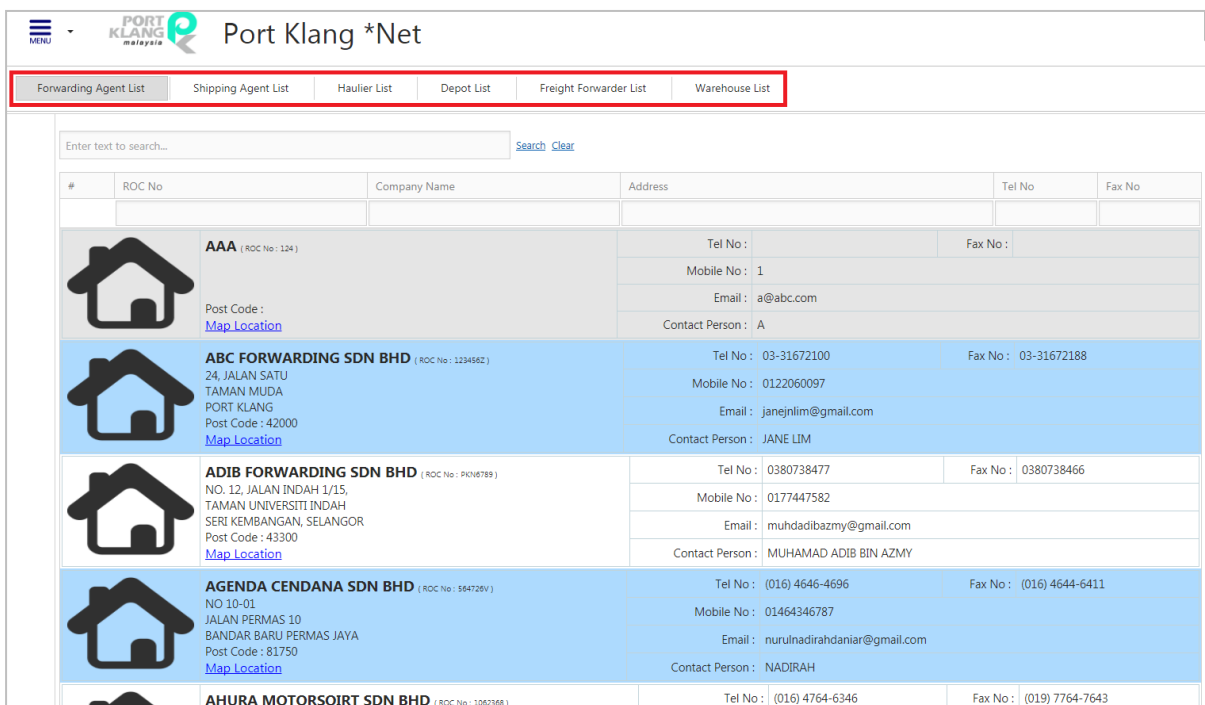 MENU
PORT
KLANG
malaysia
Port Klang *Net
Forwarding Agent List Shipping Agent List Haulier List Depot List Freight Forwarder List Warehouse List
Enter text to search... Search Clear
# ROC No Company Name Address Tel No Fax No
AAA ( ROC No : 124 ) Tel No : Fax No :
Mobile No : 1
Email : a@abc.com
Post Code :
Map Location Contact Person : A
ABC FORWARDING SDN BHD ( ROC No : 123456Z ) Tel No : 03-31672100 Fax No : 03-31672188
24, JALAN SATU
TAMAN MUDA Mobile No : 0122060097
PORT KLANG Email : janejnlim@gmail.com
Post Code : 42000
Map Location Contact Person : JANE LIM
ADIB FORWARDING SDN BHD ( ROC No : PKN6789 ) Tel No : 0380738477 Fax No : 0380738466
NO. 12, JALAN INDAH 1/15,
TAMAN UNIVERSITI INDAH Mobile No : 0177447582
SERI KEMBANGAN, SELANGOR Email : muhdadibazmy@gmail.com
Post Code : 43300
Map Location Contact Person : MUHAMAD ADIB BIN AZMY
AGENDA CENDANA SDN BHD ( ROC No : 564726V ) Tel No : (016) 4646-4696 Fax No : (016) 4644-6411
NO 10-01
JALAN PERMAS 10 Mobile No : 01464346787
BANDAR BARU PERMAS JAYA Email : nurulnadirahdaniar@gmail.com
Post Code : 81750
Map Location Contact Person : NADIRAH
AHURA MOTORSOIRT SDN BHD ( ROC No : 1062368 ) Tel No : (016) 4764-6346 Fax No : (019) 7764-7643